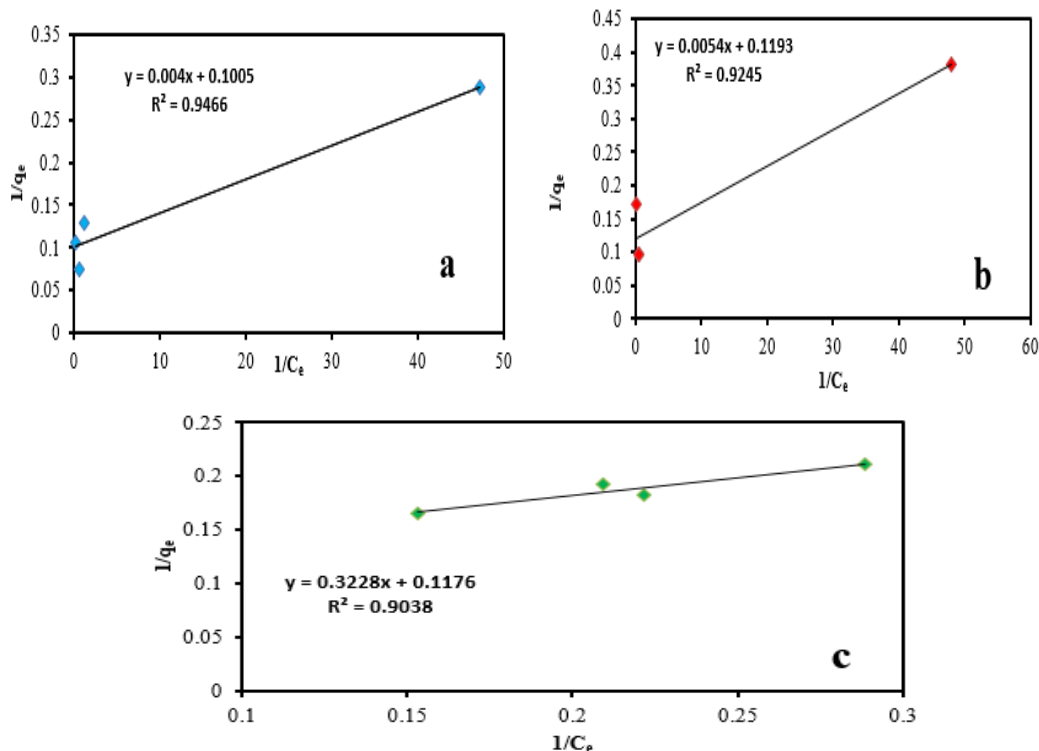 0.35
0.3
0.25
0.2
0.15
0.1
0.05
0
1/qₑ
y = 0.004x + 0.1005
R² = 0.9466
a
0 10 20 30 40 50
1/Cₑ
0.45
0.4
0.35
0.3
0.25
0.2
0.15
0.1
0.05
0
1/qₑ
y = 0.0054x + 0.1193
R² = 0.9245
b
0 10 20 30 40 50 60
1/Cₑ
0.25
0.2
0.15
0.1
0.05
0
1/qₑ
y = 0.3228x + 0.1176
R² = 0.9038
c
0.1 0.15 0.2 0.25 0.3
1/Cₑ